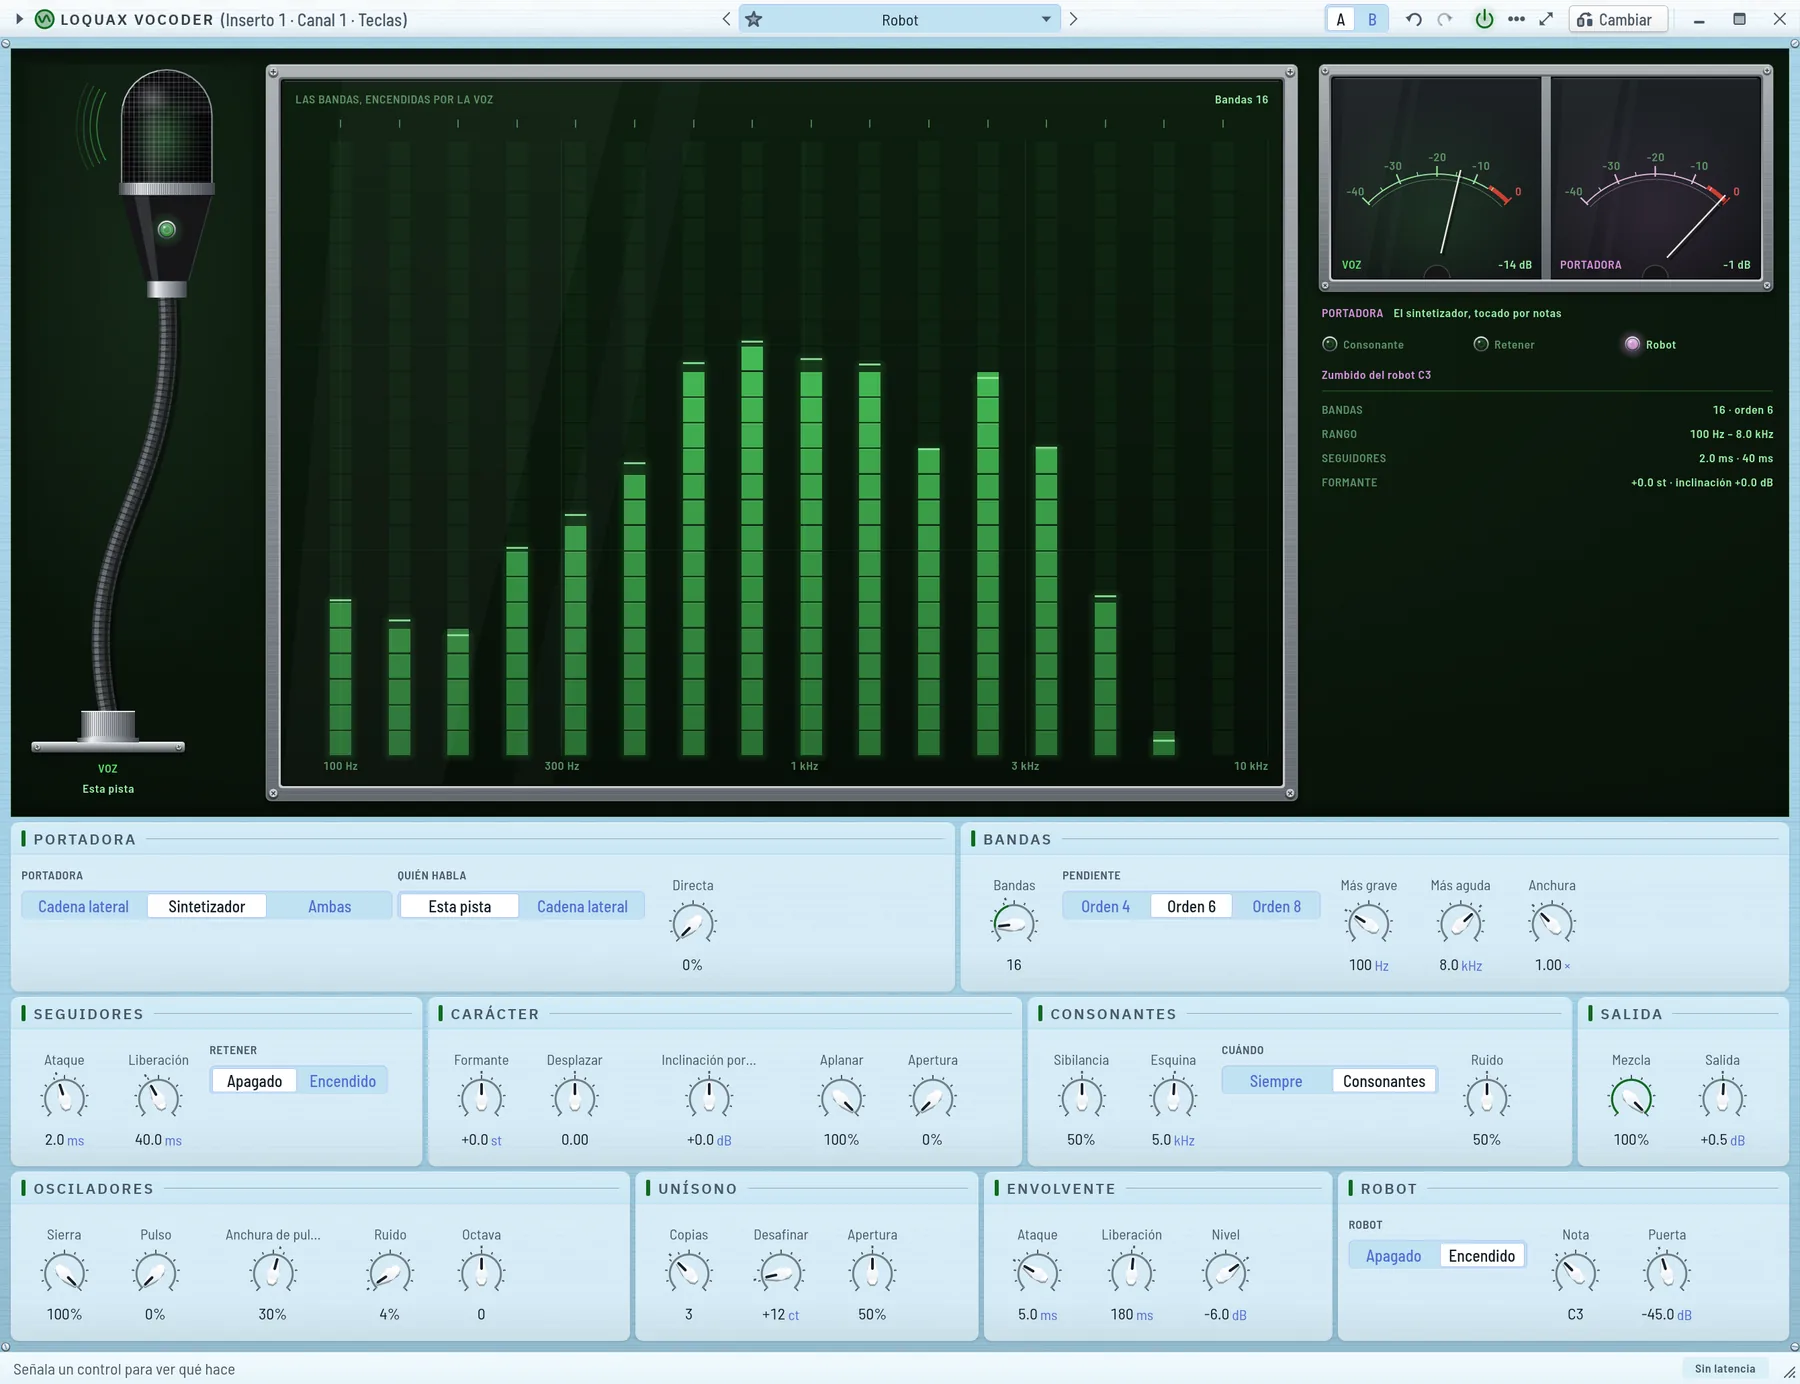 LOQUAX VOCODER (Inserto 1 · Canal 1 · Teclas)
Robot
A B
Cambiar
LAS BANDAS, ENCENDIDAS POR LA VOZ
Bandas 16
100 Hz 300 Hz 1 kHz 3 kHz 10 kHz
VOZ
Esta pista
-40 -30 -20 -10 0
VOZ -14 dB
-40 -30 -20 -10 0
PORTADORA -1 dB
PORTADORA El sintetizador, tocado por notas
Consonante Retener Robot
Zumbido del robot C3
BANDAS 16 · orden 6
RANGO 100 Hz – 8.0 kHz
SEGUIDORES 2.0 ms · 40 ms
FORMANTE +0.0 st · inclinación +0.0 dB
PORTADORA
PORTADORA
Cadena lateral Sintetizador Ambas
QUIÉN HABLA
Esta pista Cadena lateral
Directa
0%
BANDAS
Bandas
16
PENDIENTE
Orden 4 Orden 6 Orden 8
Más grave
100 Hz
Más aguda
8.0 kHz
Anchura
1.00 ×
SEGUIDORES
Ataque
2.0 ms
Liberación
40.0 ms
RETENER
Apagado Encendido
CARÁCTER
Formante
+0.0 st
Desplazar
0.00
Inclinación por...
+0.0 dB
Aplanar
100%
Apertura
0%
CONSONANTES
Sibilancia
50%
Esquina
5.0 kHz
CUÁNDO
Siempre Consonantes
Ruido
50%
SALIDA
Mezcla
100%
Salida
+0.5 dB
OSCILADORES
Sierra
100%
Pulso
0%
Anchura de pul...
30%
Ruido
4%
Octava
0
UNÍSONO
Copias
3
Desafinar
+12 ct
Apertura
50%
ENVOLVENTE
Ataque
5.0 ms
Liberación
180 ms
Nivel
-6.0 dB
ROBOT
ROBOT
Apagado Encendido
Nota
C3
Puerta
-45.0 dB
Señala un control para ver qué hace
Sin latencia